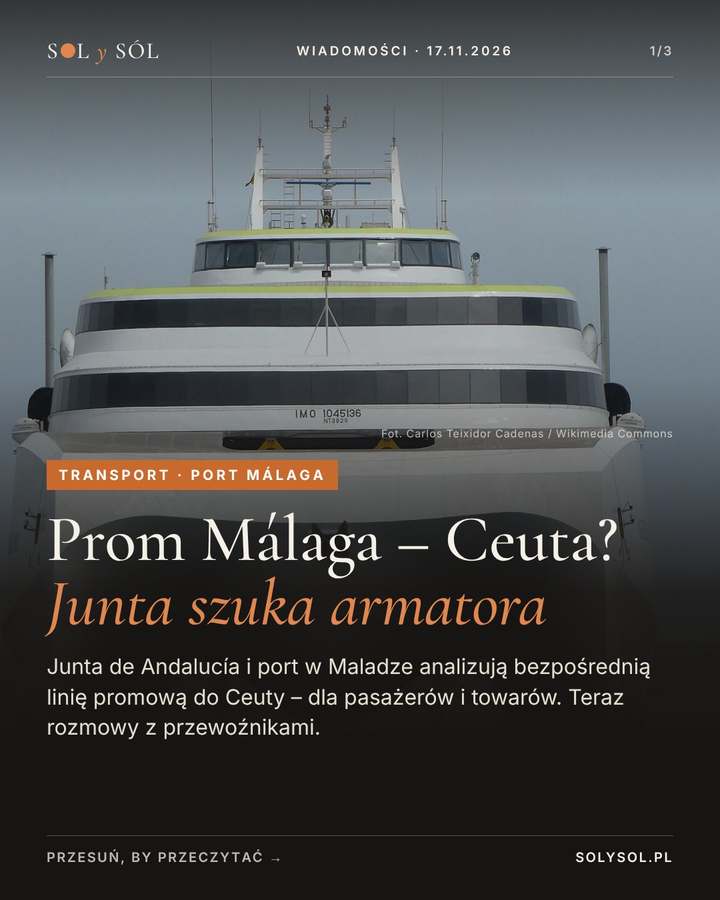 SOL y SÓL
WIADOMOŚCI · 17.11.2026
1/3
IMO 1045136
Fot. Carlos Teixidor Cadenas / Wikimedia Commons
TRANSPORT · PORT MÁLAGA
Prom Málaga – Ceuta?
Junta szuka armatora
Junta de Andalucía i port w Maladze analizują bezpośrednią
linię promową do Ceuty – dla pasażerów i towarów. Teraz
rozmowy z przewoźnikami.
PRZESUŃ, BY PRZECZYTAĆ →
SOLYSOL.PL